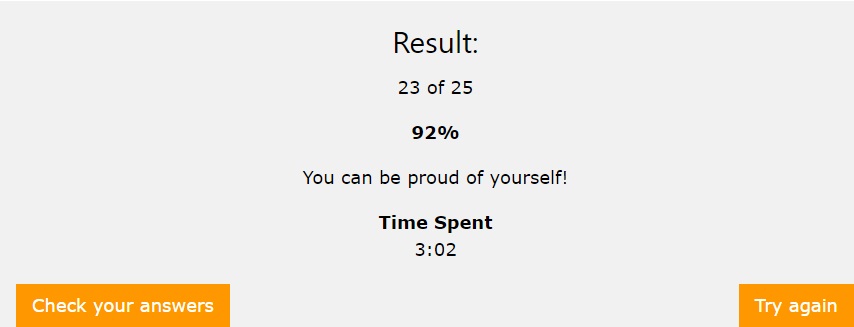 Result:
23 of 25
92%
You can be proud of yourself!
Time Spent
3:02
Check your answers
Try again